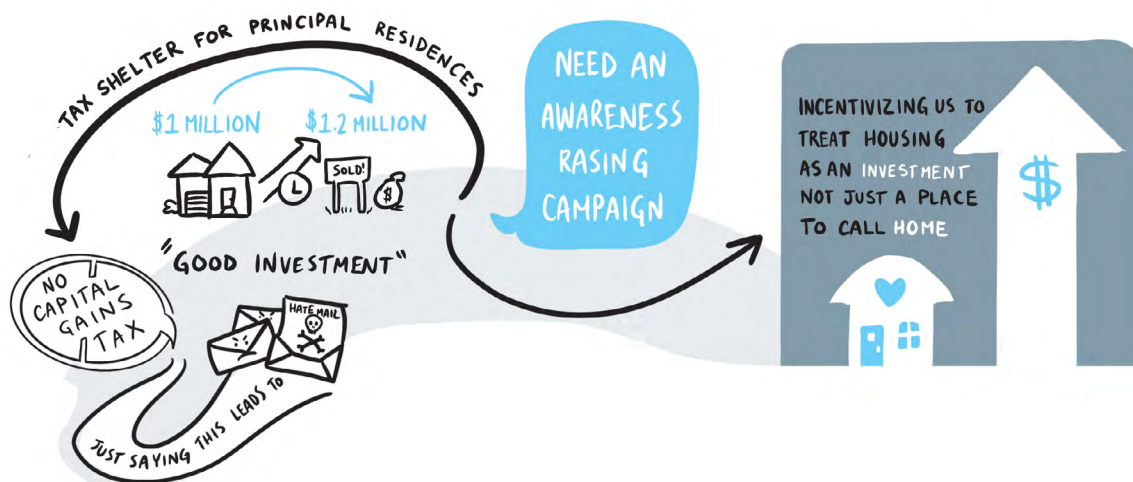 TAX SHELTER FOR PRINCIPAL RESIDENCES
$1 MILLION
$1.2 MILLION
L
SOLD!
$
"GOOD INVESTMENT"
NO
CAPITAL
GAINS
TAX
HATE MAIL
JUST SAYING THIS LEADS TO
NEED AN
AWARENESS
RASING
CAMPAIGN
INCENTIVIZING US TO
TREAT HOUSING
AS AN INVESTMENT
NOT JUST A PLACE
TO CALL HOME
$